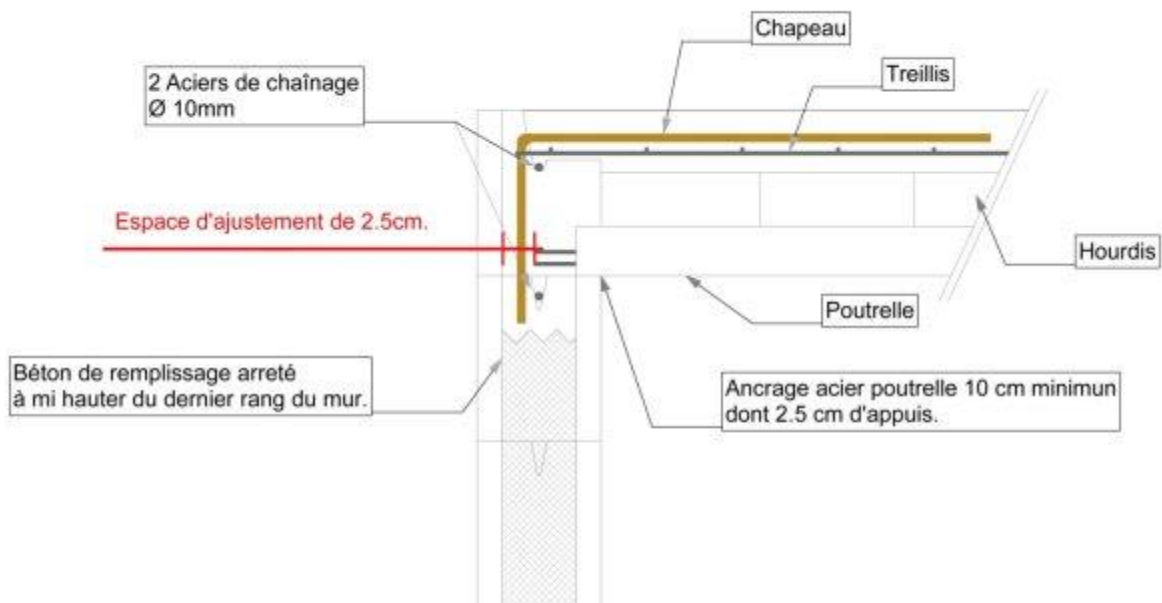 Chapeau
2 Aciers de chaînage
Ø 10mm
Treillis
Espace d'ajustement de 2.5cm.
Hourdis
Poutrelle
Béton de remplissage arreté
à mi hauter du dernier rang du mur.
Ancrage acier poutrelle 10 cm minimun
dont 2.5 cm d'appuis.